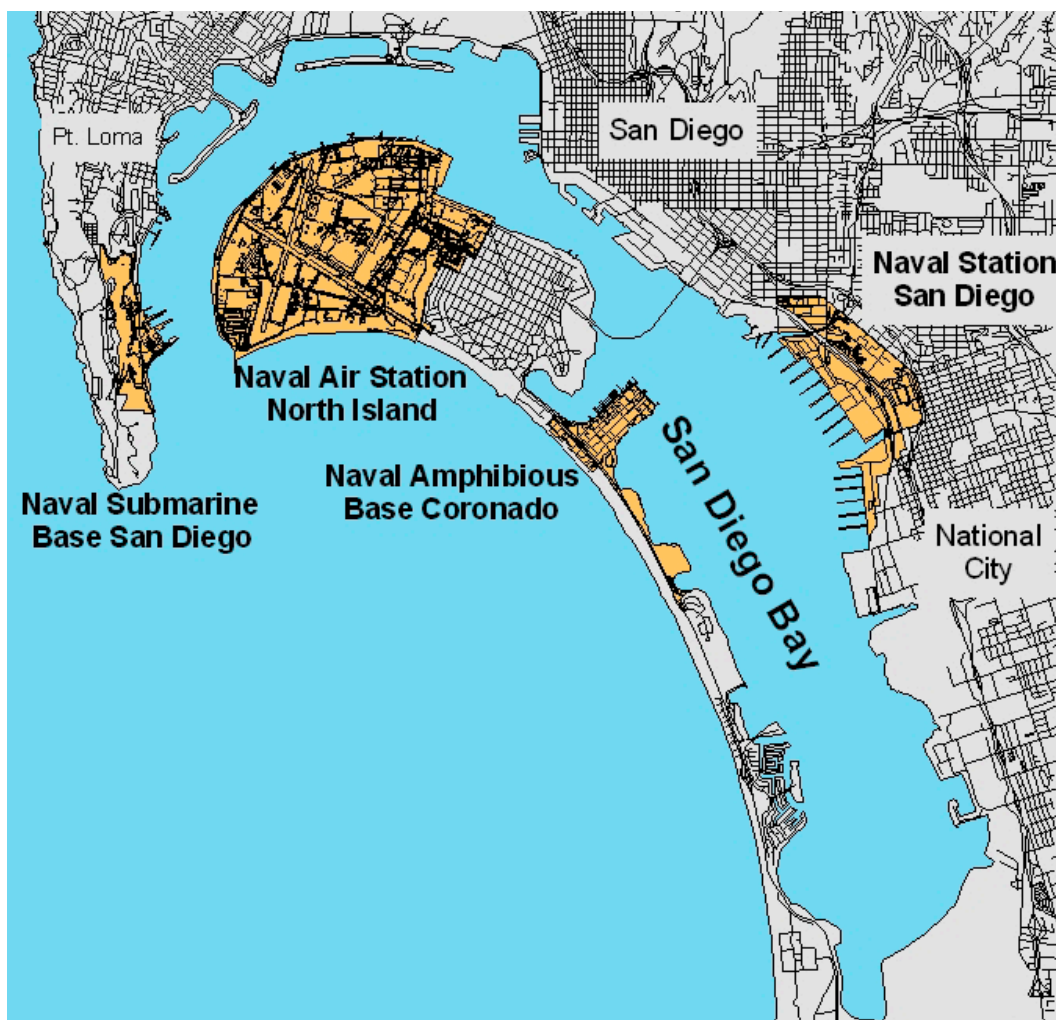 Pt. Loma
San Diego
Naval Station
San Diego
Naval Air Station
North Island
Naval Amphibious
Base Coronado
Naval Submarine
Base San Diego
San Diego Bay
National
City